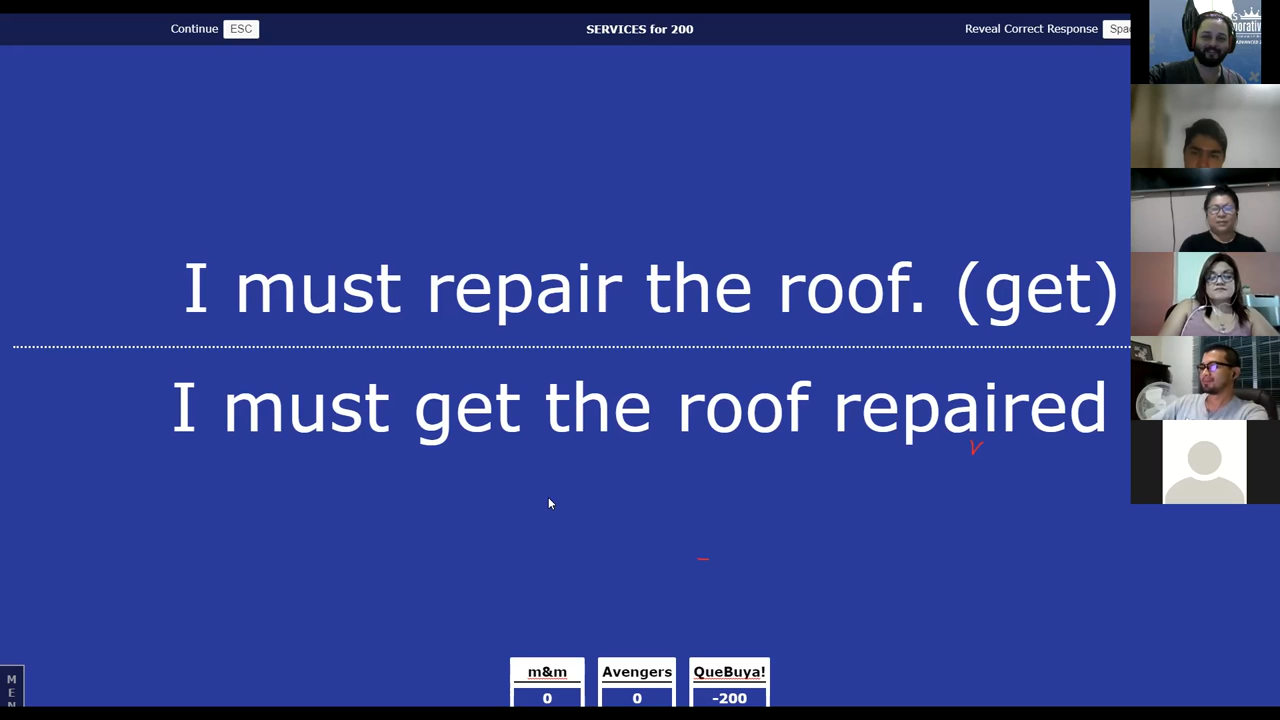 Continue ESC
SERVICES for 200
Reveal Correct Response
I must repair the roof. (get)
I must get the roof repaired
m&m
0
Avengers
0
QueBuya!
-200
M
E
N